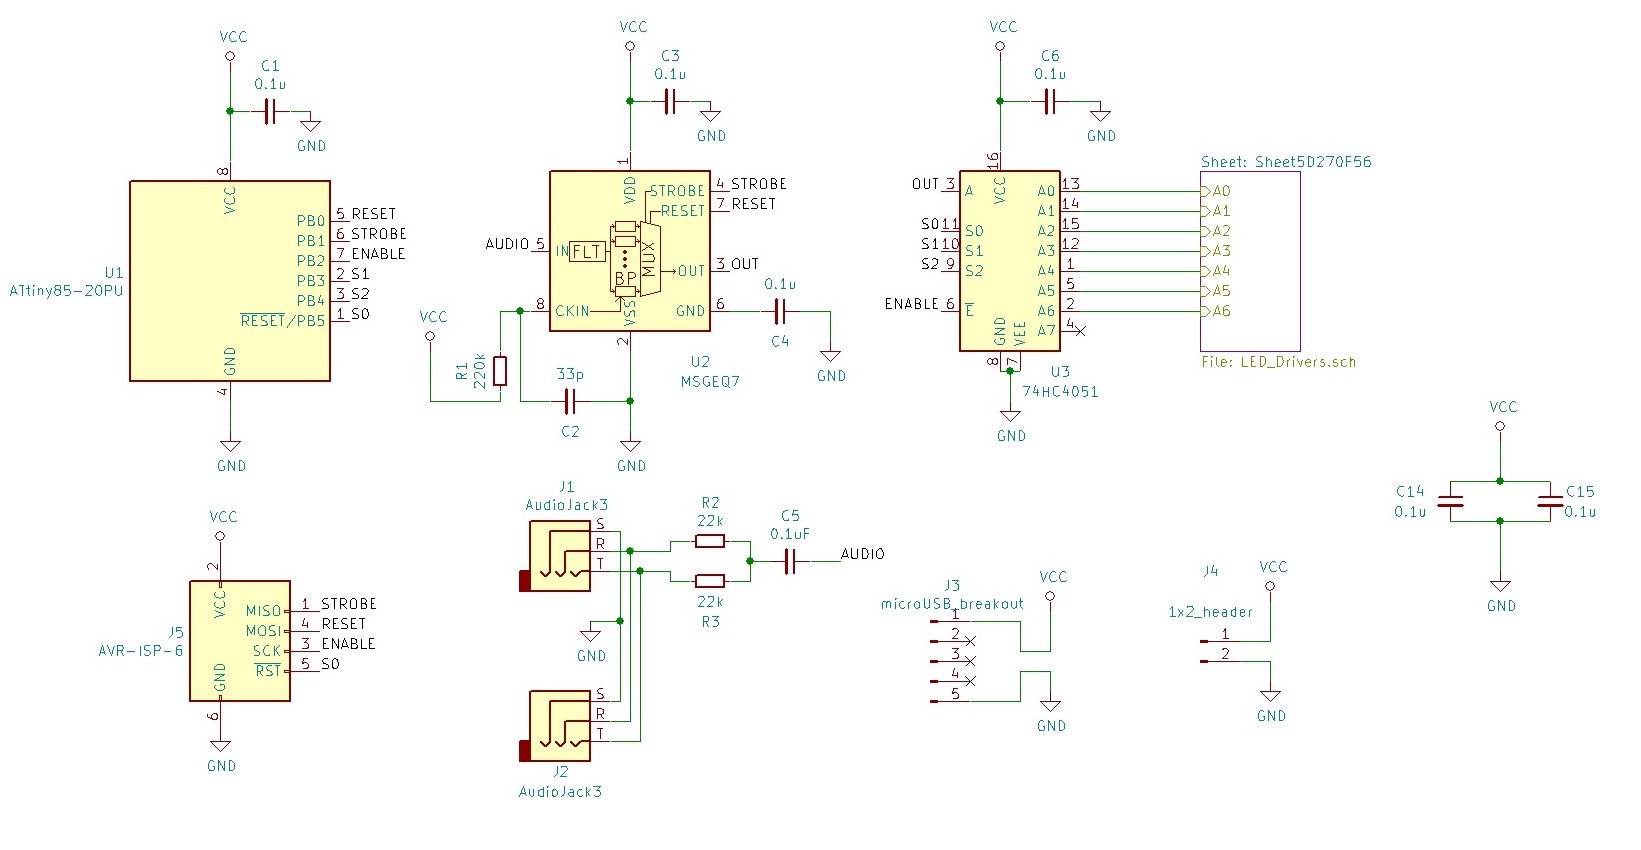 VCC
C1
0.1u
GND
8
VCC
PB0 5 RESET
PB1 6 STROBE
PB2 7 ENABLE
PB3 2 S1
PB4 3 S2
RESET/PB5 1 S0
U1
ATtiny85-20PU
GND
4
GND
VCC
C3
0.1u
GND
1
VDD
STROBE 4 STROBE
RESET 7 RESET
AUDIO 5 IN
FLT
BP
MUX
OUT 3 OUT
8 CKIN
VSS
GND 6
2
0.1u
C4
GND
U2
MSGEQ7
VCC
R1
220k
33p
C2
GND
VCC
C6
0.1u
GND
16
VCC
OUT 3 A
S0 11 S0
S1 10 S1
S2 9 S2
ENABLE 6 E
A0 13
A1 14
A2 15
A3 12
A4 1
A5 5
A6 2
A7 4
GND
VEE
8
7
U3
74HC4051
GND
Sheet: Sheet5D270F56
A0
A1
A2
A3
A4
A5
A6
File: LED_Drivers.sch
VCC
C14
0.1u
C15
0.1u
GND
VCC
2
VCC
MISO 1 STROBE
MOSI 4 RESET
SCK 3 ENABLE
RST 5 S0
J5
AVR-ISP-6
GND
6
GND
J1
AudioJack3
S
R
T
R2
22k
22k
R3
C5
0.1uF
AUDIO
GND
S
R
T
J2
AudioJack3
J3
microUSB_breakout
1
2
3
4
5
VCC
GND
J4
1x2_header
1
2
VCC
GND